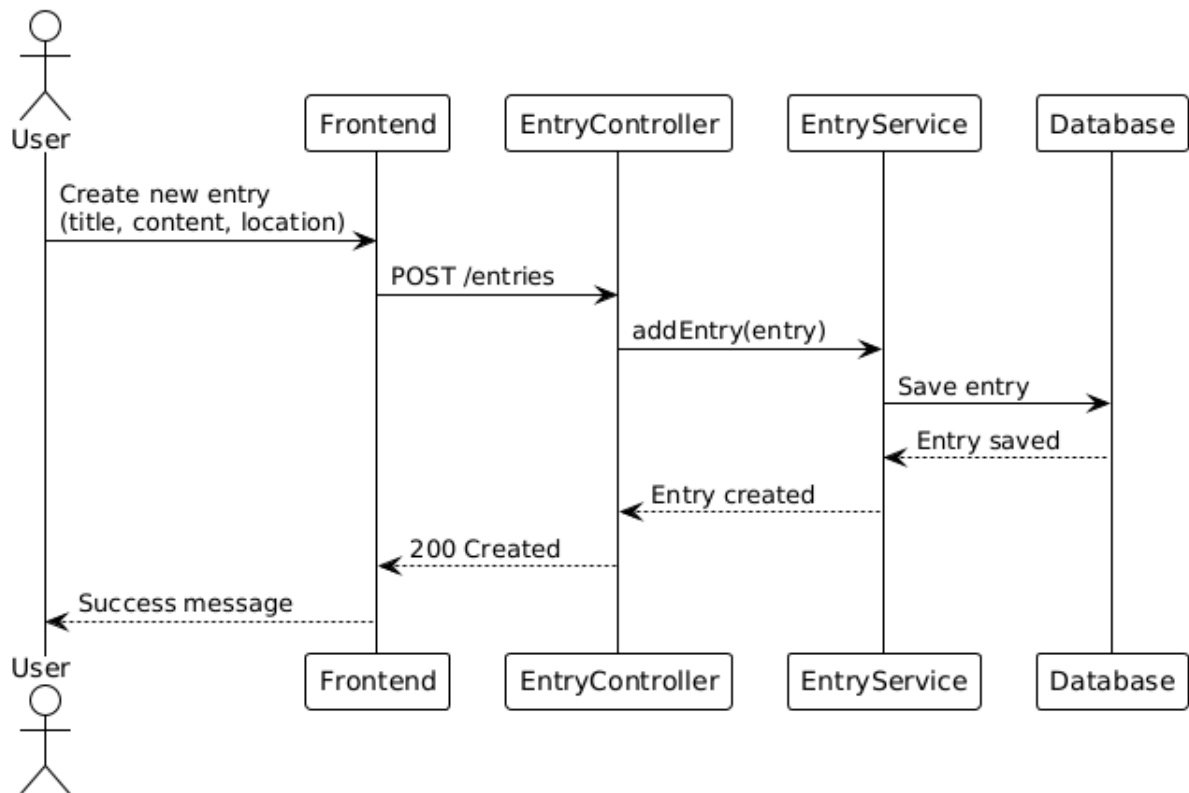 User
Frontend
EntryController
EntryService
Database
Create new entry
(title, content, location)
POST /entries
addEntry(entry)
Save entry
Entry saved
Entry created
200 Created
Success message
User
Frontend
EntryController
EntryService
Database